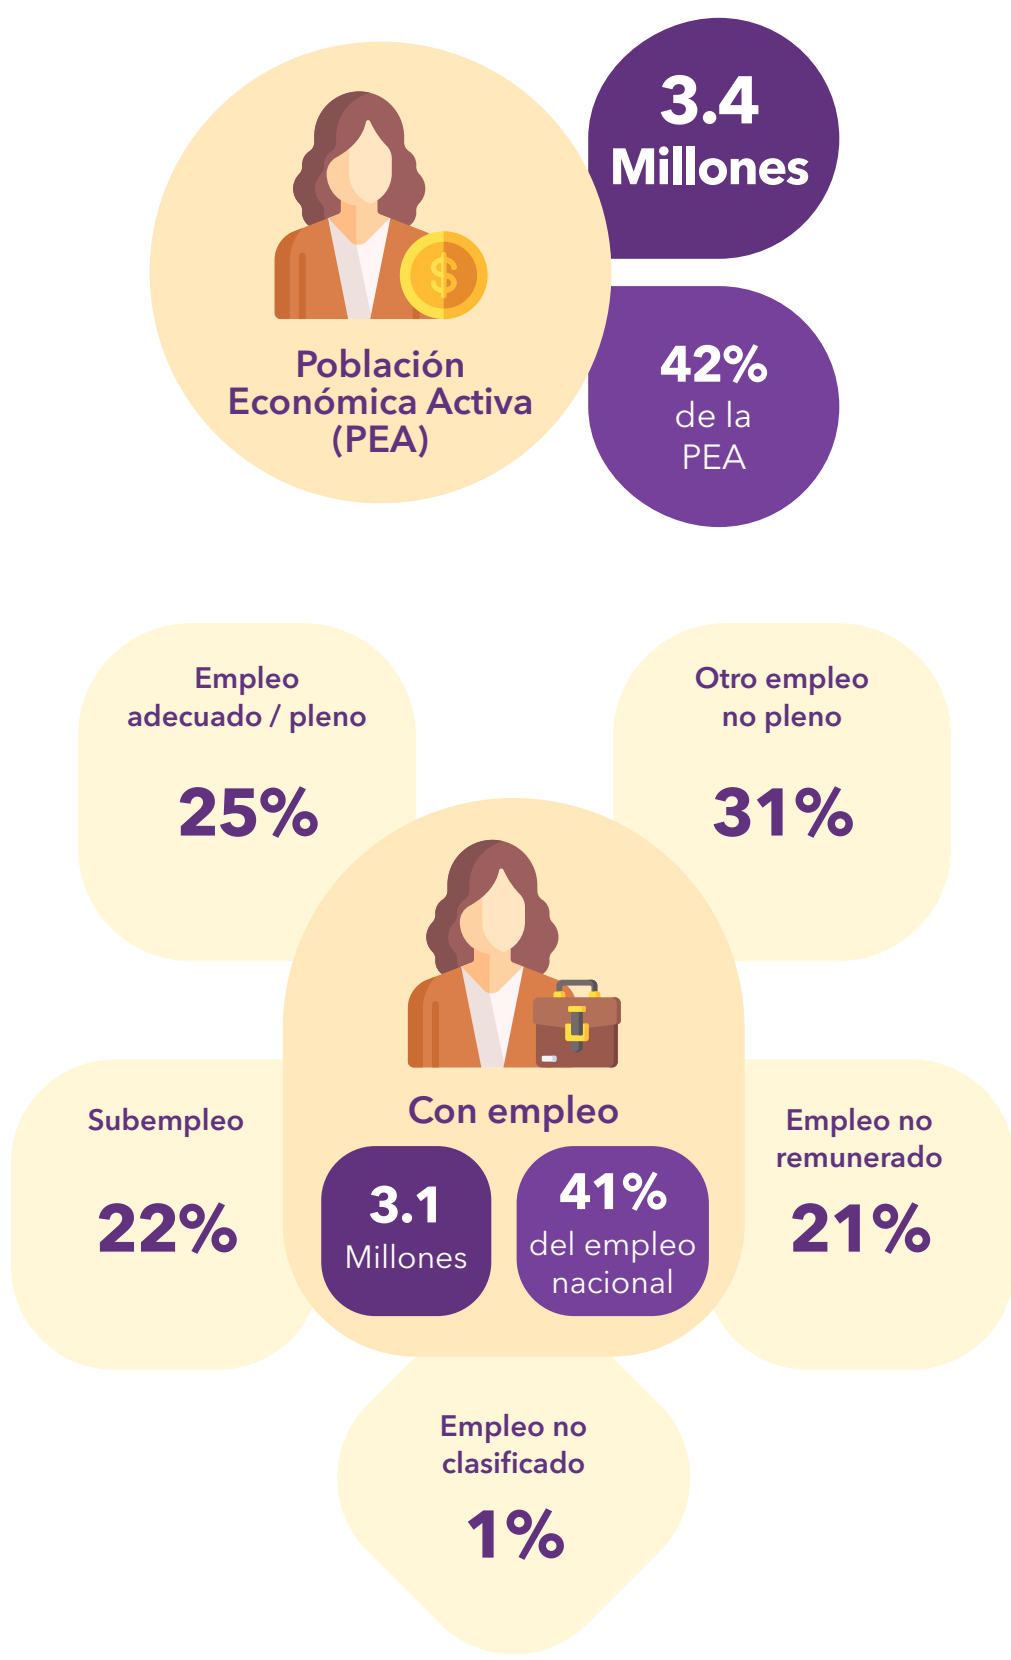 3.4
Millones
Población
Económica Activa
(PEA)
42%
de la
PEA
Empleo
adecuado / pleno
25%
Otro empleo
no pleno
31%
Con empleo
3.1
Millones
41%
del empleo
nacional
Subempleo
22%
Empleo no
remunerado
21%
Empleo no
clasificado
1%